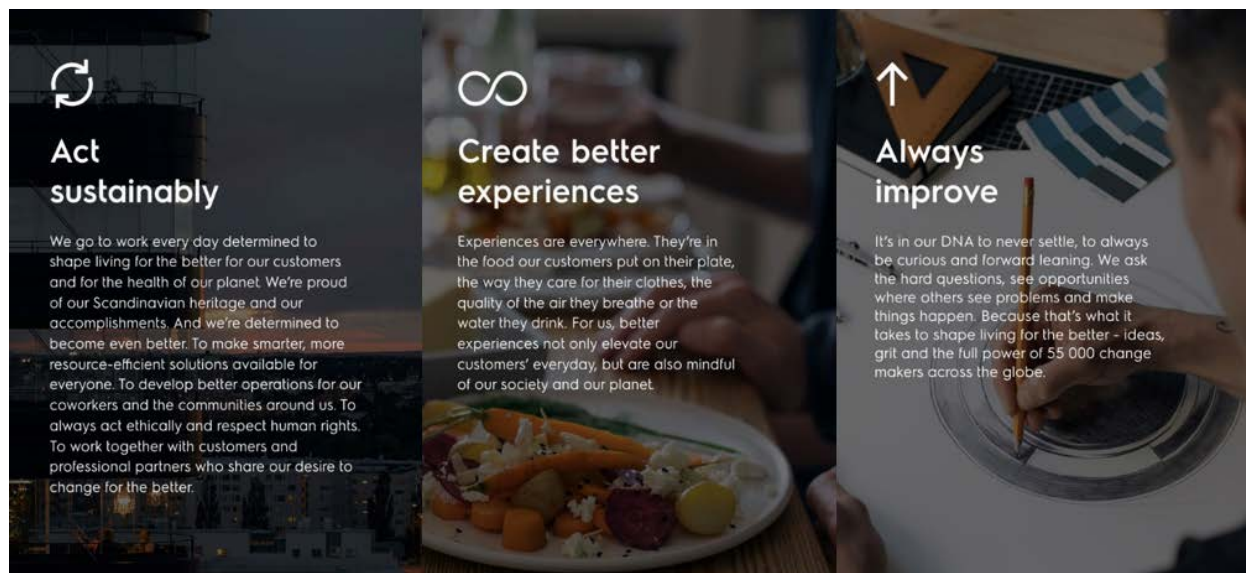 Act
sustainably
We go to work every day determined to
shape living for the better for our customers
and for the health of our planet. We're proud
of our Scandinavian heritage and our
accomplishments. And we're determined to
become even better. To make smarter, more
resource-efficient solutions available for
everyone. To develop better operations for our
coworkers and the communities around us. To
always act ethically and respect human rights.
To work together with customers and
professional partners who share our desire to
change for the better.
Create better
experiences
Experiences are everywhere. They're in
the food our customers put on their plate,
the way they care for their clothes, the
quality of the air they breathe or the
water they drink. For us, better
experiences not only elevate our
customers' everyday, but are also mindful
of our society and our planet.
Always
improve
It's in our DNA to never settle, to always
be curious and forward leaning. We ask
the hard questions, see opportunities
where others see problems and make
things happen. Because that's what it
takes to shape living for the better - ideas,
grit and the full power of 55 000 change
makers across the globe.